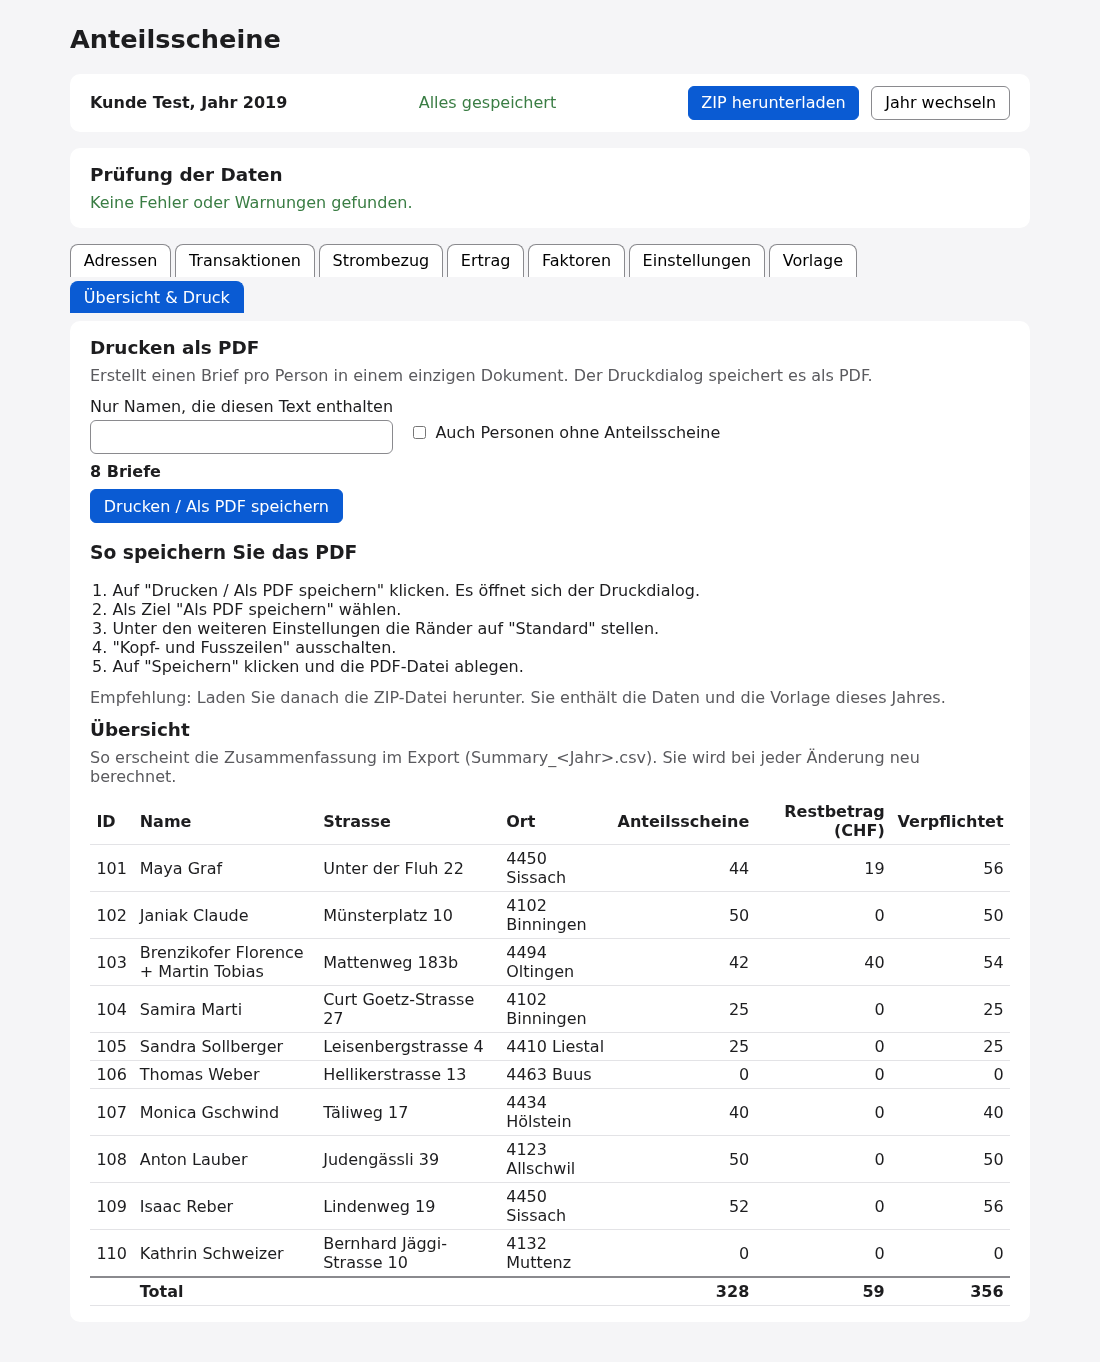 Anteilsscheine
Kunde Test, Jahr 2019 Alles gespeichert ZIP herunterladen Jahr wechseln
Prüfung der Daten
Keine Fehler oder Warnungen gefunden.
Adressen Transaktionen Strombezug Ertrag Faktoren Einstellungen Vorlage
Übersicht & Druck
Drucken als PDF
Erstellt einen Brief pro Person in einem einzigen Dokument. Der Druckdialog speichert es als PDF.
Nur Namen, die diesen Text enthalten
Auch Personen ohne Anteilsscheine
8 Briefe
Drucken / Als PDF speichern
So speichern Sie das PDF
1. Auf "Drucken / Als PDF speichern" klicken. Es öffnet sich der Druckdialog.
2. Als Ziel "Als PDF speichern" wählen.
3. Unter den weiteren Einstellungen die Ränder auf "Standard" stellen.
4. "Kopf- und Fusszeilen" ausschalten.
5. Auf "Speichern" klicken und die PDF-Datei ablegen.
Empfehlung: Laden Sie danach die ZIP-Datei herunter. Sie enthält die Daten und die Vorlage dieses Jahres.
Übersicht
So erscheint die Zusammenfassung im Export (Summary_<Jahr>.csv). Sie wird bei jeder Änderung neu
berechnet.
ID Name Strasse Ort Anteilsscheine Restbetrag (CHF) Verpflichtet
101 Maya Graf Unter der Fluh 22 4450 Sissach 44 19 56
102 Janiak Claude Münsterplatz 10 4102 Binningen 50 0 50
103 Brenzikofer Florence + Martin Tobias Mattenweg 183b 4494 Oltingen 42 40 54
104 Samira Marti Curt Goetz-Strasse 27 4102 Binningen 25 0 25
105 Sandra Sollberger Leisenbergstrasse 4 4410 Liestal 25 0 25
106 Thomas Weber Hellikerstrasse 13 4463 Buus 0 0 0
107 Monica Gschwind Täliweg 17 4434 Hölstein 40 0 40
108 Anton Lauber Judengässli 39 4123 Allschwil 50 0 50
109 Isaac Reber Lindenweg 19 4450 Sissach 52 0 56
110 Kathrin Schweizer Bernhard Jäggi-Strasse 10 4132 Muttenz 0 0 0
Total 328 59 356